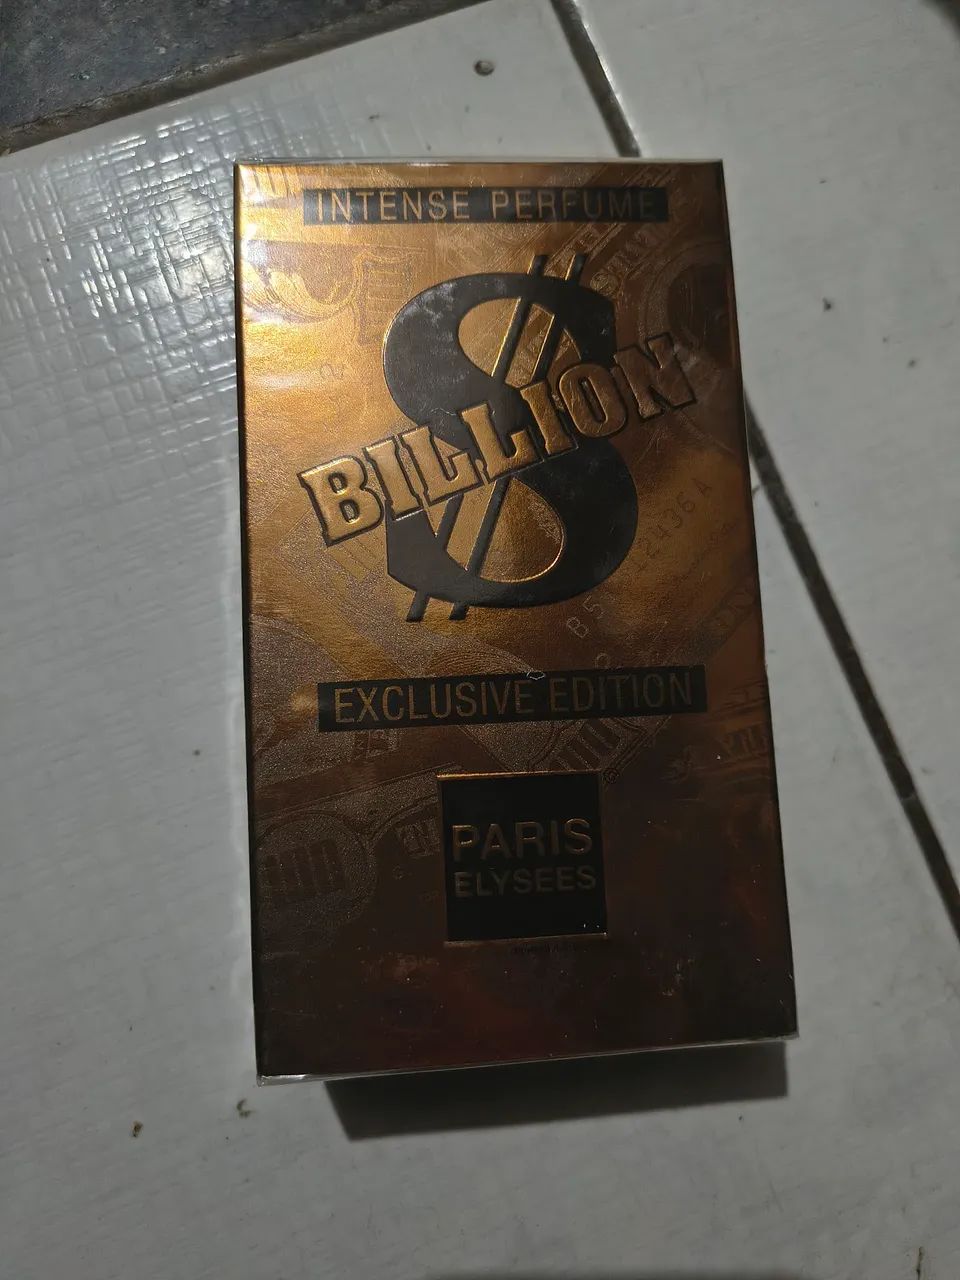 INTENSE PERFUME
$
BILLION
EXCLUSIVE EDITION
PARIS
ELYSEES